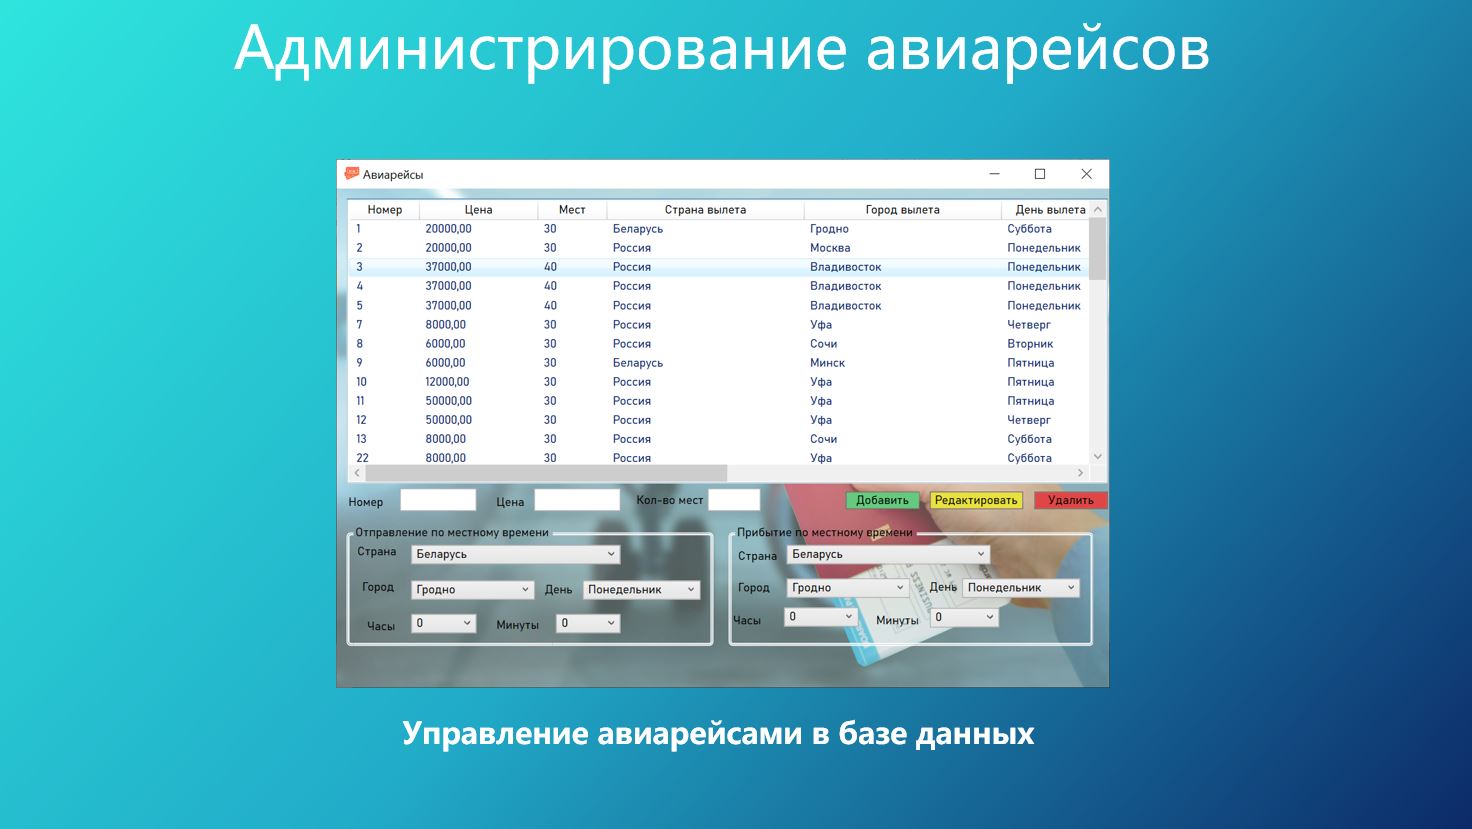 Администрирование авиарейсов
Авиарейсы
Номер Цена Мест Страна вылета Город вылета День вылета
1 20000,00 30 Беларусь Гродно Суббота
2 20000,00 30 Россия Москва Понедельник
3 37000,00 40 Россия Владивосток Понедельник
4 37000,00 40 Россия Владивосток Понедельник
5 37000,00 40 Россия Владивосток Понедельник
7 8000,00 30 Россия Уфа Четверг
8 6000,00 30 Россия Сочи Вторник
9 6000,00 30 Беларусь Минск Пятница
10 12000,00 30 Россия Уфа Пятница
11 50000,00 30 Россия Уфа Пятница
12 50000,00 30 Россия Уфа Четверг
13 8000,00 30 Россия Сочи Суббота
22 8000,00 30 Россия Уфа Суббота
Номер Цена Кол-во мест Добавить Редактировать Удалить
Отправление по местному времени
Страна Беларусь
Город Гродно День Понедельник
Часы 0 Минуты 0
Прибытие по местному времени
Страна Беларусь
Город Гродно День Понедельник
Часы 0 Минуты 0
BUSINESS
Управление авиарейсами в базе данных